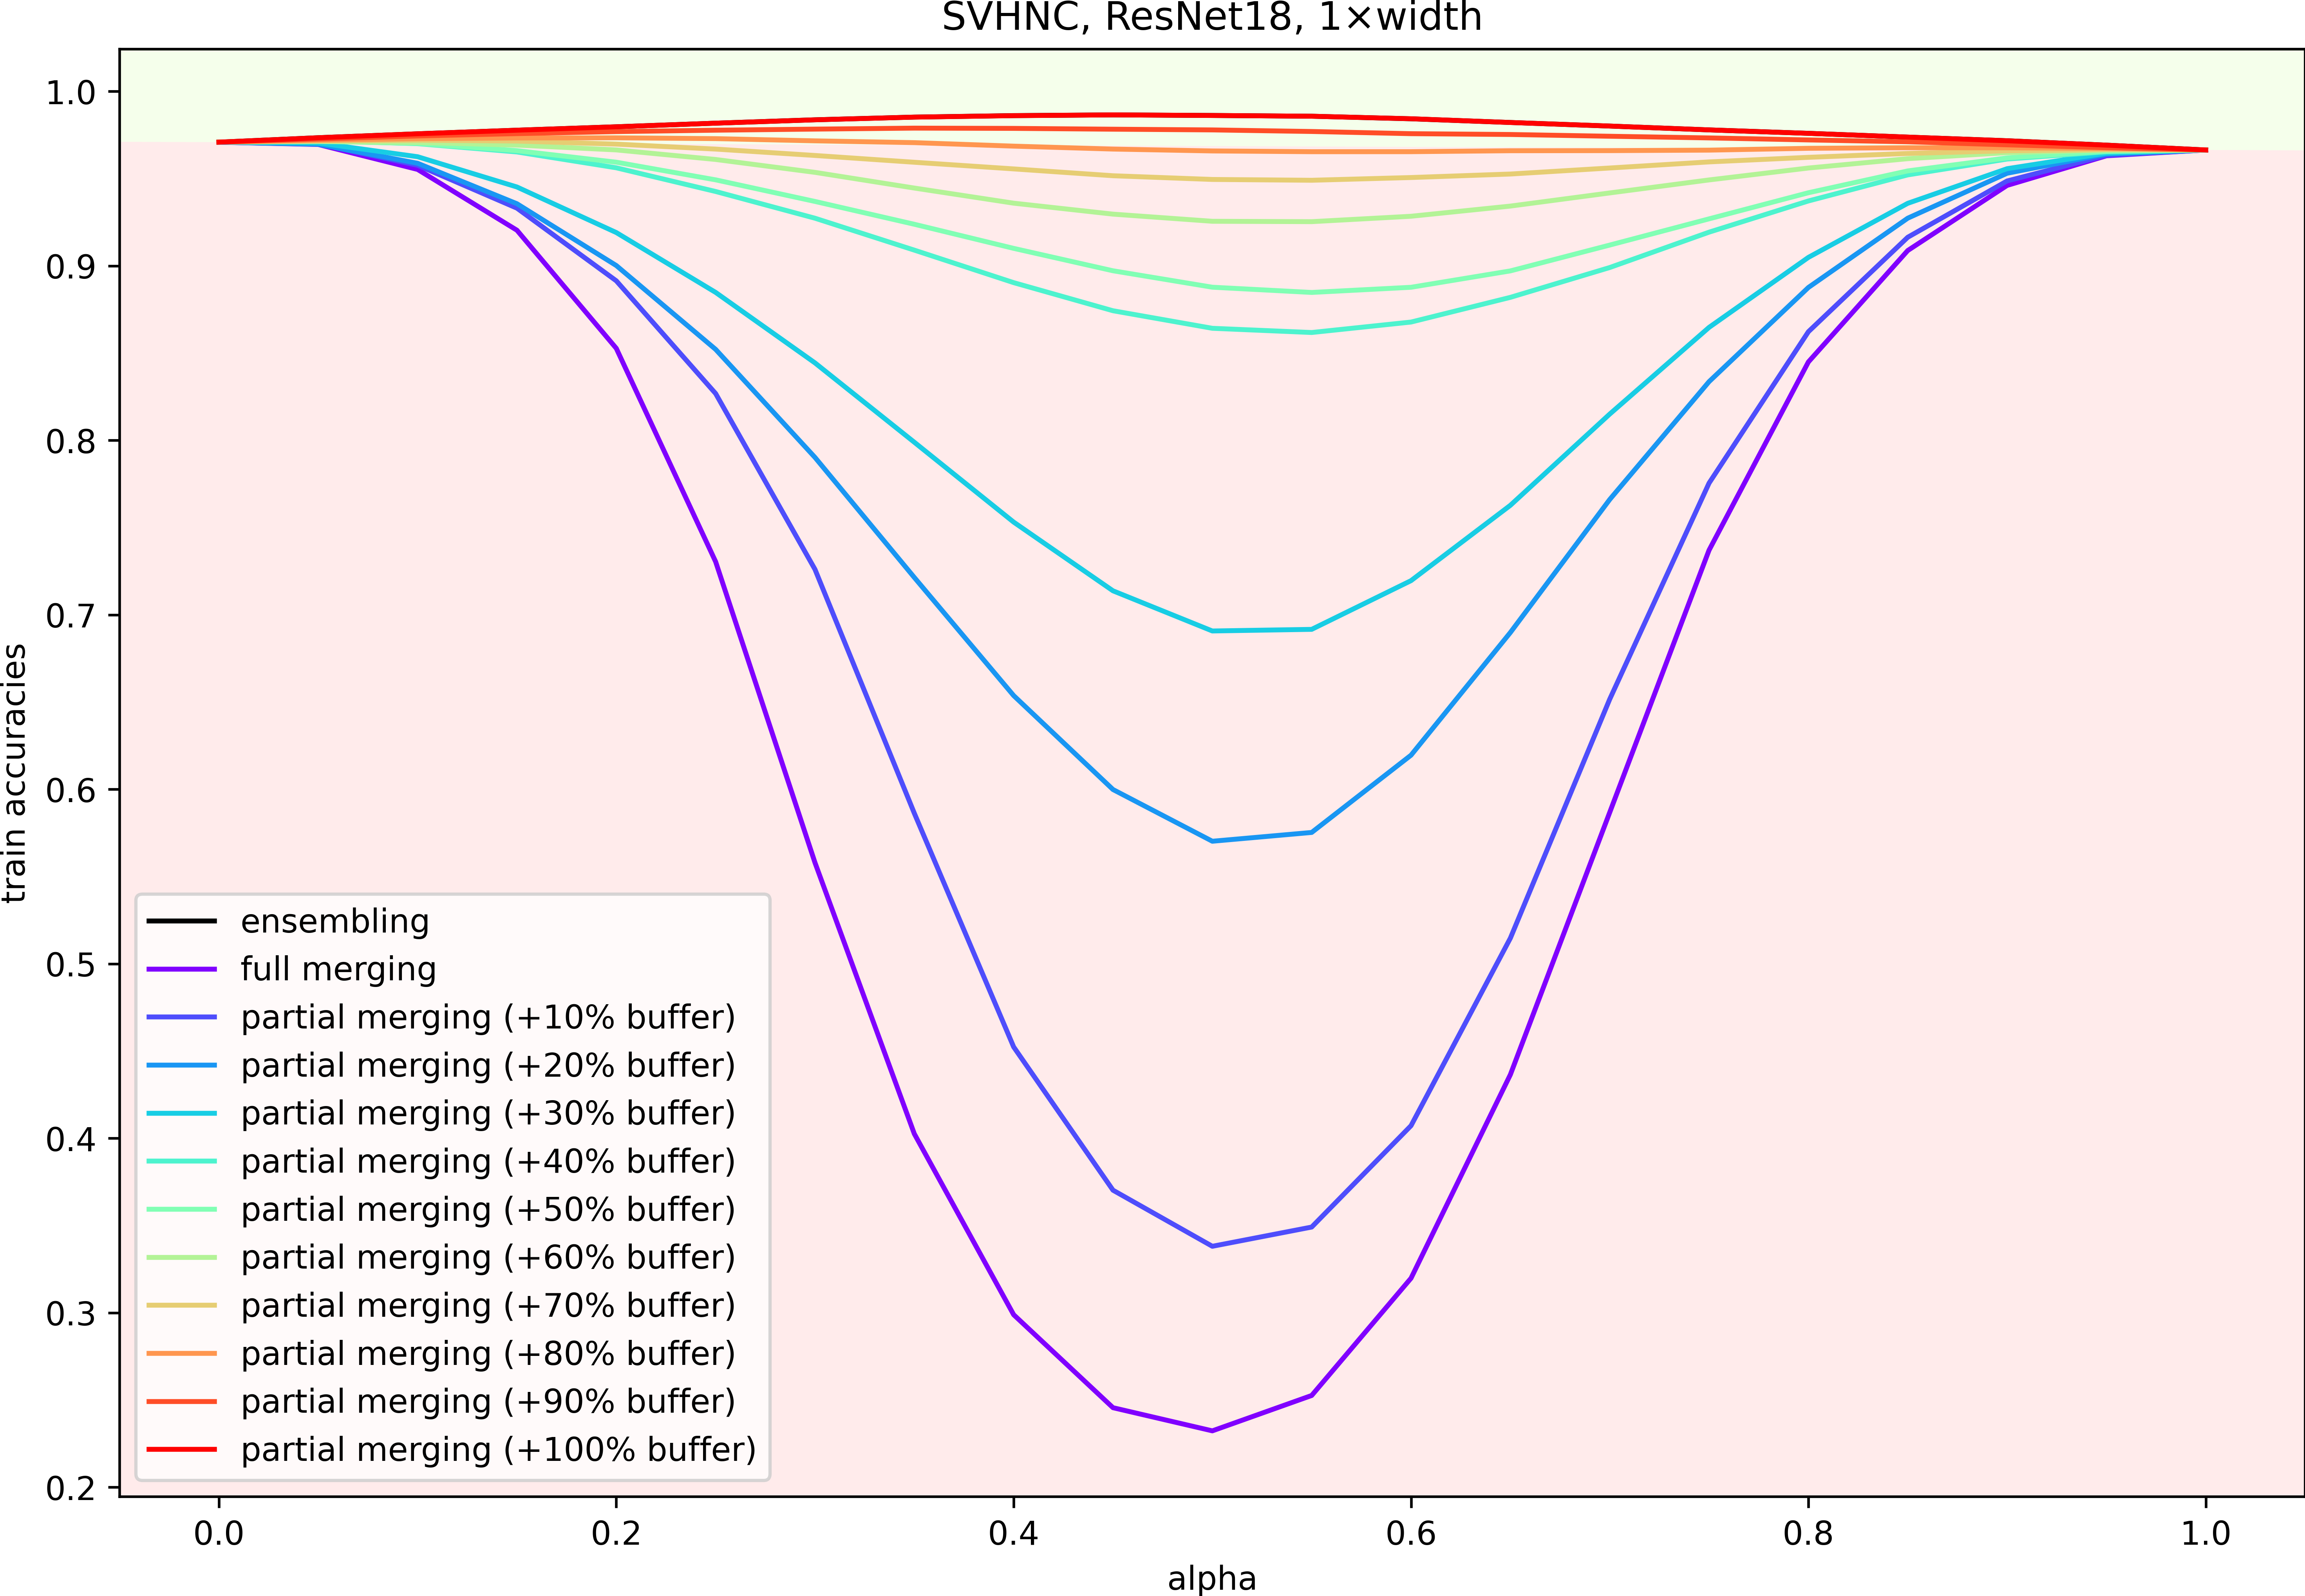 SVHNC, ResNet18, 1×width
1.0
0.9
0.8
0.7
0.6
0.5
0.4
0.3
0.2
train accuracies
ensembling
full merging
partial merging (+10% buffer)
partial merging (+20% buffer)
partial merging (+30% buffer)
partial merging (+40% buffer)
partial merging (+50% buffer)
partial merging (+60% buffer)
partial merging (+70% buffer)
partial merging (+80% buffer)
partial merging (+90% buffer)
partial merging (+100% buffer)
0.0 0.2 0.4 0.6 0.8 1.0
alpha